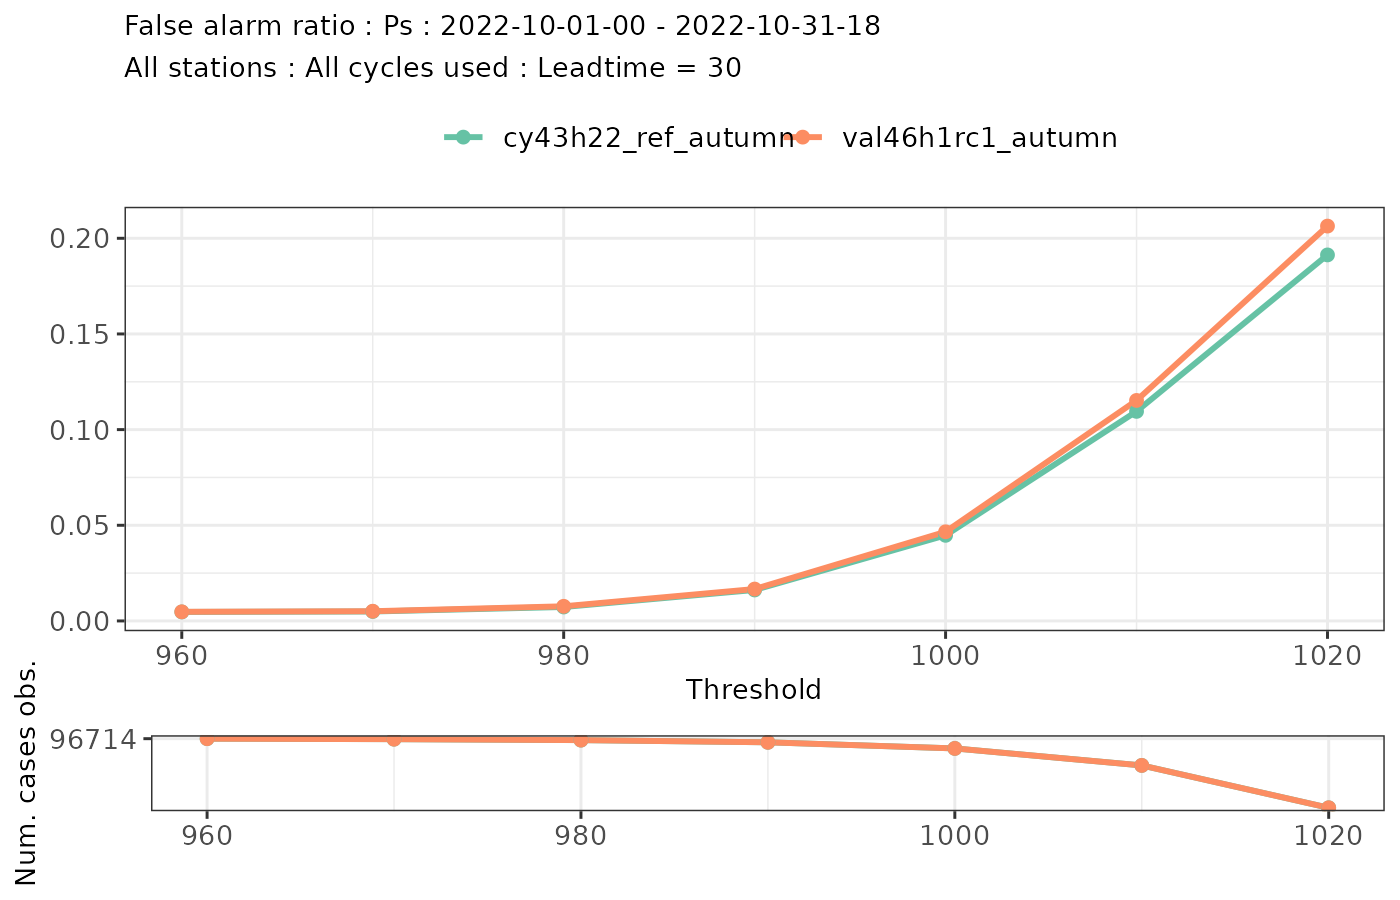 False alarm ratio : Ps : 2022-10-01-00 - 2022-10-31-18
All stations : All cycles used : Leadtime = 30
cy43h22_ref_autumn val46h1rc1_autumn
0.20
0.15
0.10
0.05
0.00
960 980 1000 1020
Threshold
Num. cases obs.
96714
960 980 1000 1020